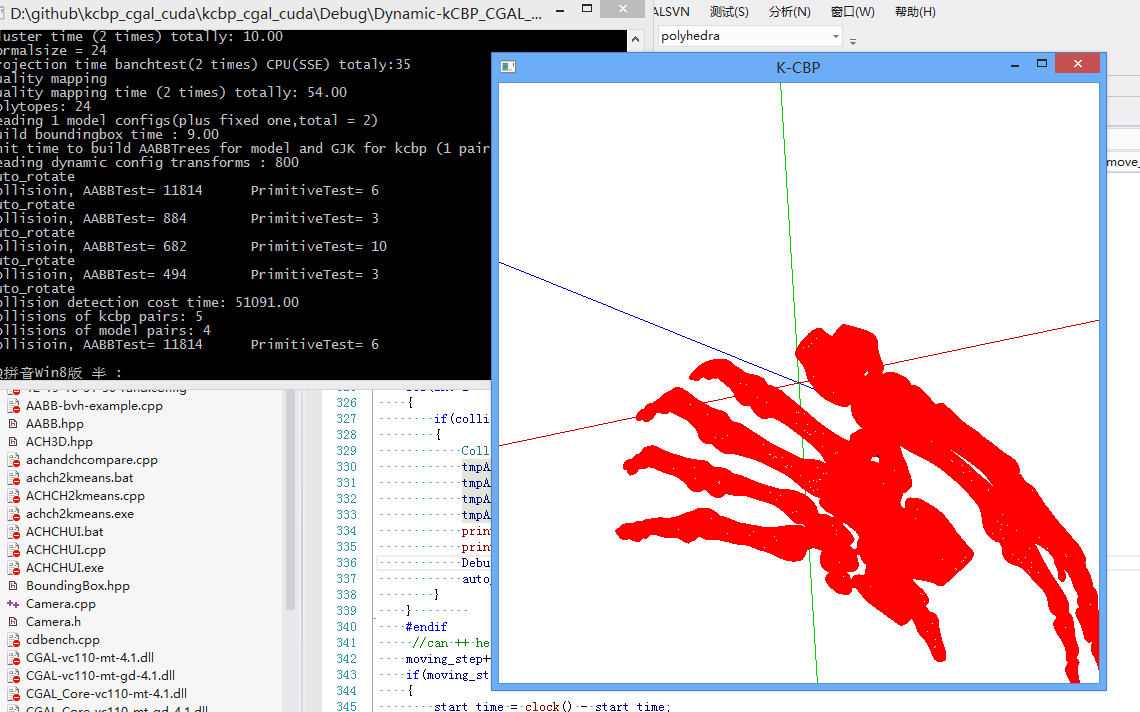 D:\github\kcbp_cgal_cuda\kcbp_cgal_cuda\Debug\Dynamic-kCBP_CGAL_...
ALSVN 测试(S) 分析(N) 窗口(W) 帮助(H)
polyhedra
luster time (2 times) totally: 10.00
ormalsize = 24
rojection time banchtest(2 times) CPU(SSE) totaly:35
uality mapping
uality mapping time (2 times) totally: 54.00
olytopes: 24
eading 1 model configs(plus fixed one,total = 2)
uild boundingbox time : 9.00
nit time to build AABBTrees for model and GJK for kcbp (1 pair
eading dynamic config transforms : 800
uto_rotate
ollisioin, AABBTest= 11814 PrimitiveTest= 6
uto_rotate
ollisioin, AABBTest= 884 PrimitiveTest= 3
uto_rotate
ollisioin, AABBTest= 682 PrimitiveTest= 10
uto_rotate
ollisioin, AABBTest= 494 PrimitiveTest= 3
uto_rotate
ollision detection cost time: 51091.00
ollisions of kcbp pairs: 5
ollisions of model pairs: 4
ollisioin, AABBTest= 11814 PrimitiveTest= 6
Q拼音Win8版 半 :
K-CBP
move_
AABB-bvh-example.cpp
AABB.hpp
ACH3D.hpp
achandchcompare.cpp
achch2kmeans.bat
ACHCH2kmeans.cpp
achch2kmeans.exe
ACHCHUI.bat
ACHCHUI.cpp
ACHCHUI.exe
BoundingBox.hpp
Camera.cpp
Camera.h
cdbench.cpp
CGAL-vc110-mt-4.1.dll
CGAL-vc110-mt-gd-4.1.dll
CGAL_Core-vc110-mt-4.1.dll
CGAL_Core-vc110-mt-gd-4.1.dll
326 {
327 if(colli
328 {
329 Coll
330 tmpA
331 tmpA
332 tmpA
333 tmpA
334 prin
335 prin
336 Debu
337 auto_
338 }
339 }
340 #endif
341 //can ++ he
342 moving_step+
343 if(moving_st
344 {
345 start_time = clock() - start_time;